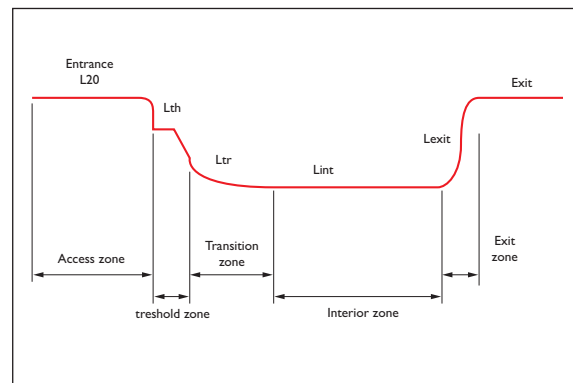 Entrance
L20
Lth
Ltr
Lint
Lexit
Exit
Access zone
treshold zone
Transition
zone
Interior zone
Exit
zone